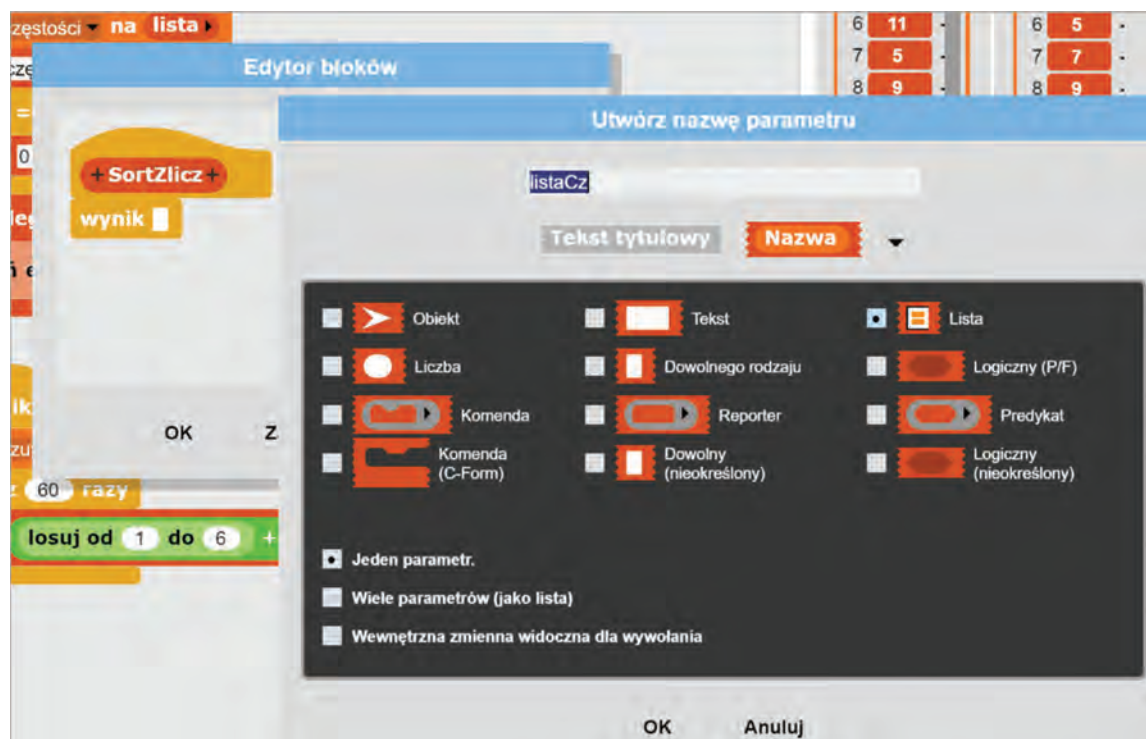 zęstości na lista
6 11
6 5
7 5
7 7
8 9
8 9
Edytor bloków
Utwórz nazwę parametru
0
+ SortZlicz +
wynik
listaCz
Tekst tytułowy Nazwa
Obiekt Tekst Lista
Liczba Dowolnego rodzaju Logiczny (P/F)
Komenda Reporter Predykat
Komenda (C-Form) Dowolny (nieokreślony) Logiczny (nieokreślony)
OK Z
60 razy
losuj od 1 do 6 +
Jeden parametr.
Wiele parametrów (jako lista)
Wewnętrzna zmienna widoczna dla wywołania
OK Anuluj